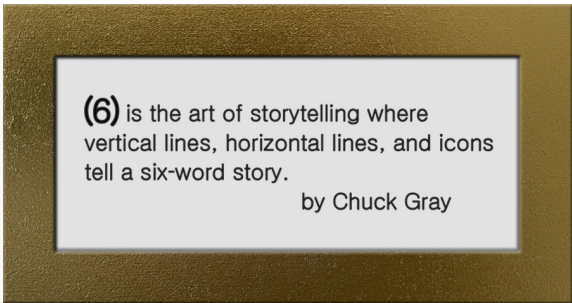 (6) is the art of storytelling where
vertical lines, horizontal lines, and icons
tell a six-word story.
by Chuck Gray